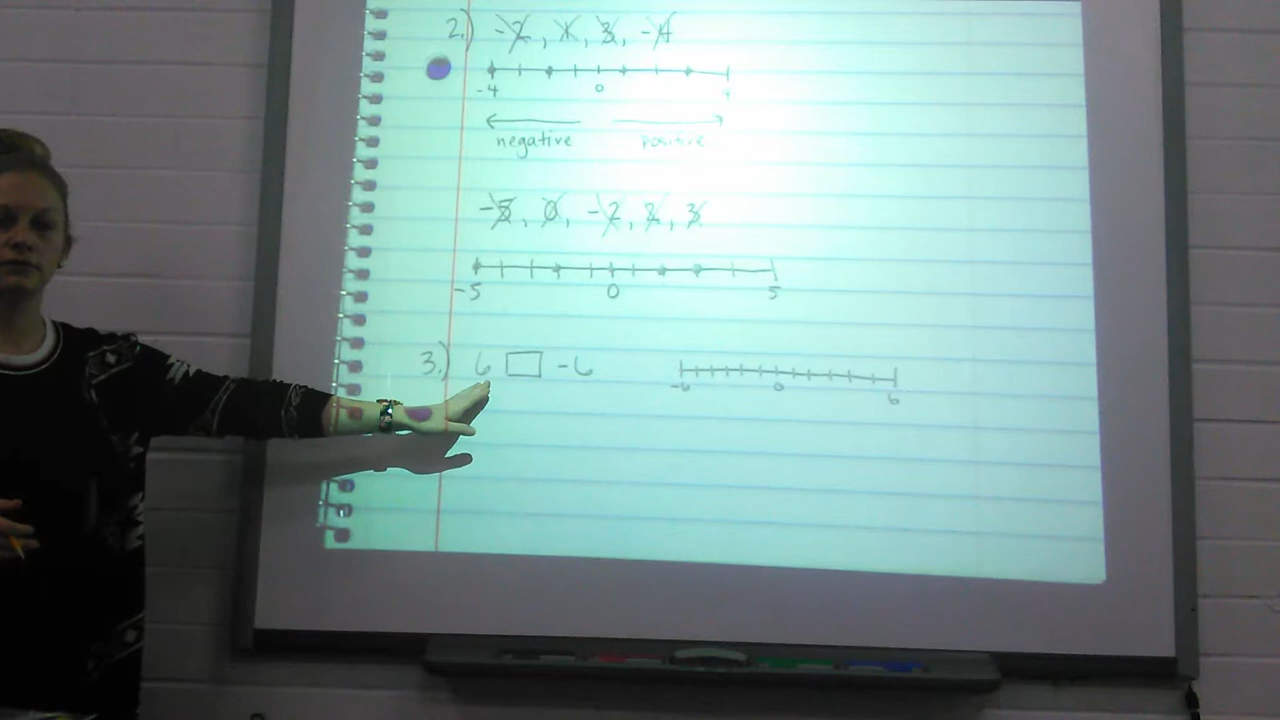 2.) -2, 1, 3, -4
-4 0 4
negative positive
-5, 0, -2, 2, 3
-5 0 5
3.) 6 □ -6
-6 0 6